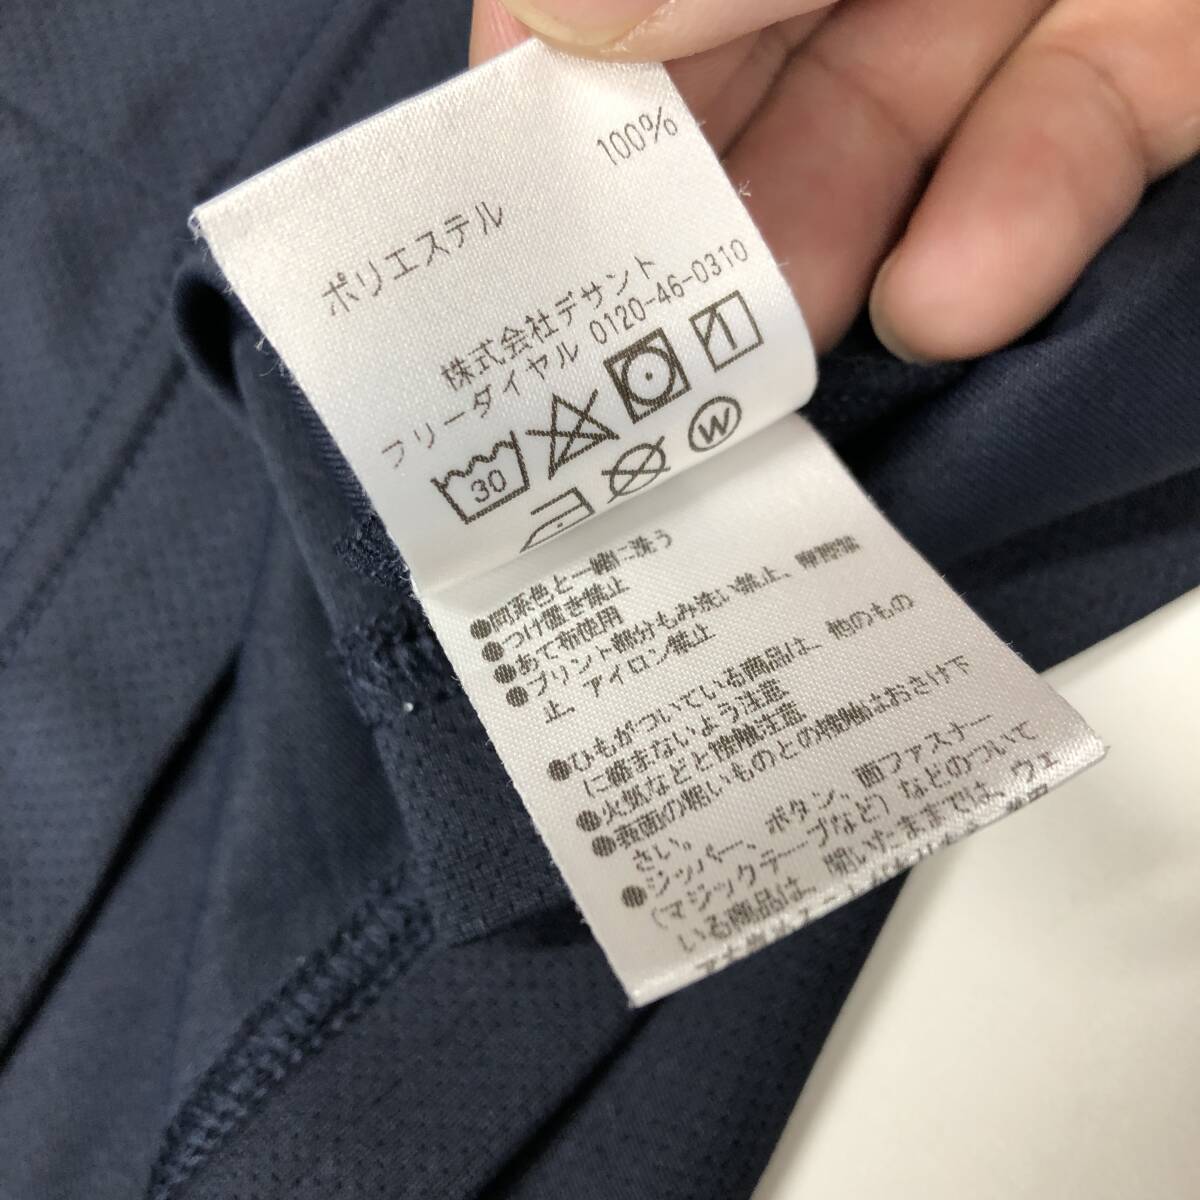 ポリエステル 100%
株式会社デサント
フリーダイヤル 0120-46-0310
30
W
●同系色と一緒に洗う
●つけ置き禁止
●あて布使用
●プリント部分もみ洗い禁止、
止、アイロン禁止
●ひもがついている商品は、他のもの
に絡まないよう注意
●火気などと接触注意
●表面の粗いものとの接触はおさけ下
さい。
●ジッパー、ボタン、面ファスナー
(マジックテープなど)などのついて
いる商品は、開いたままでは、ウェ